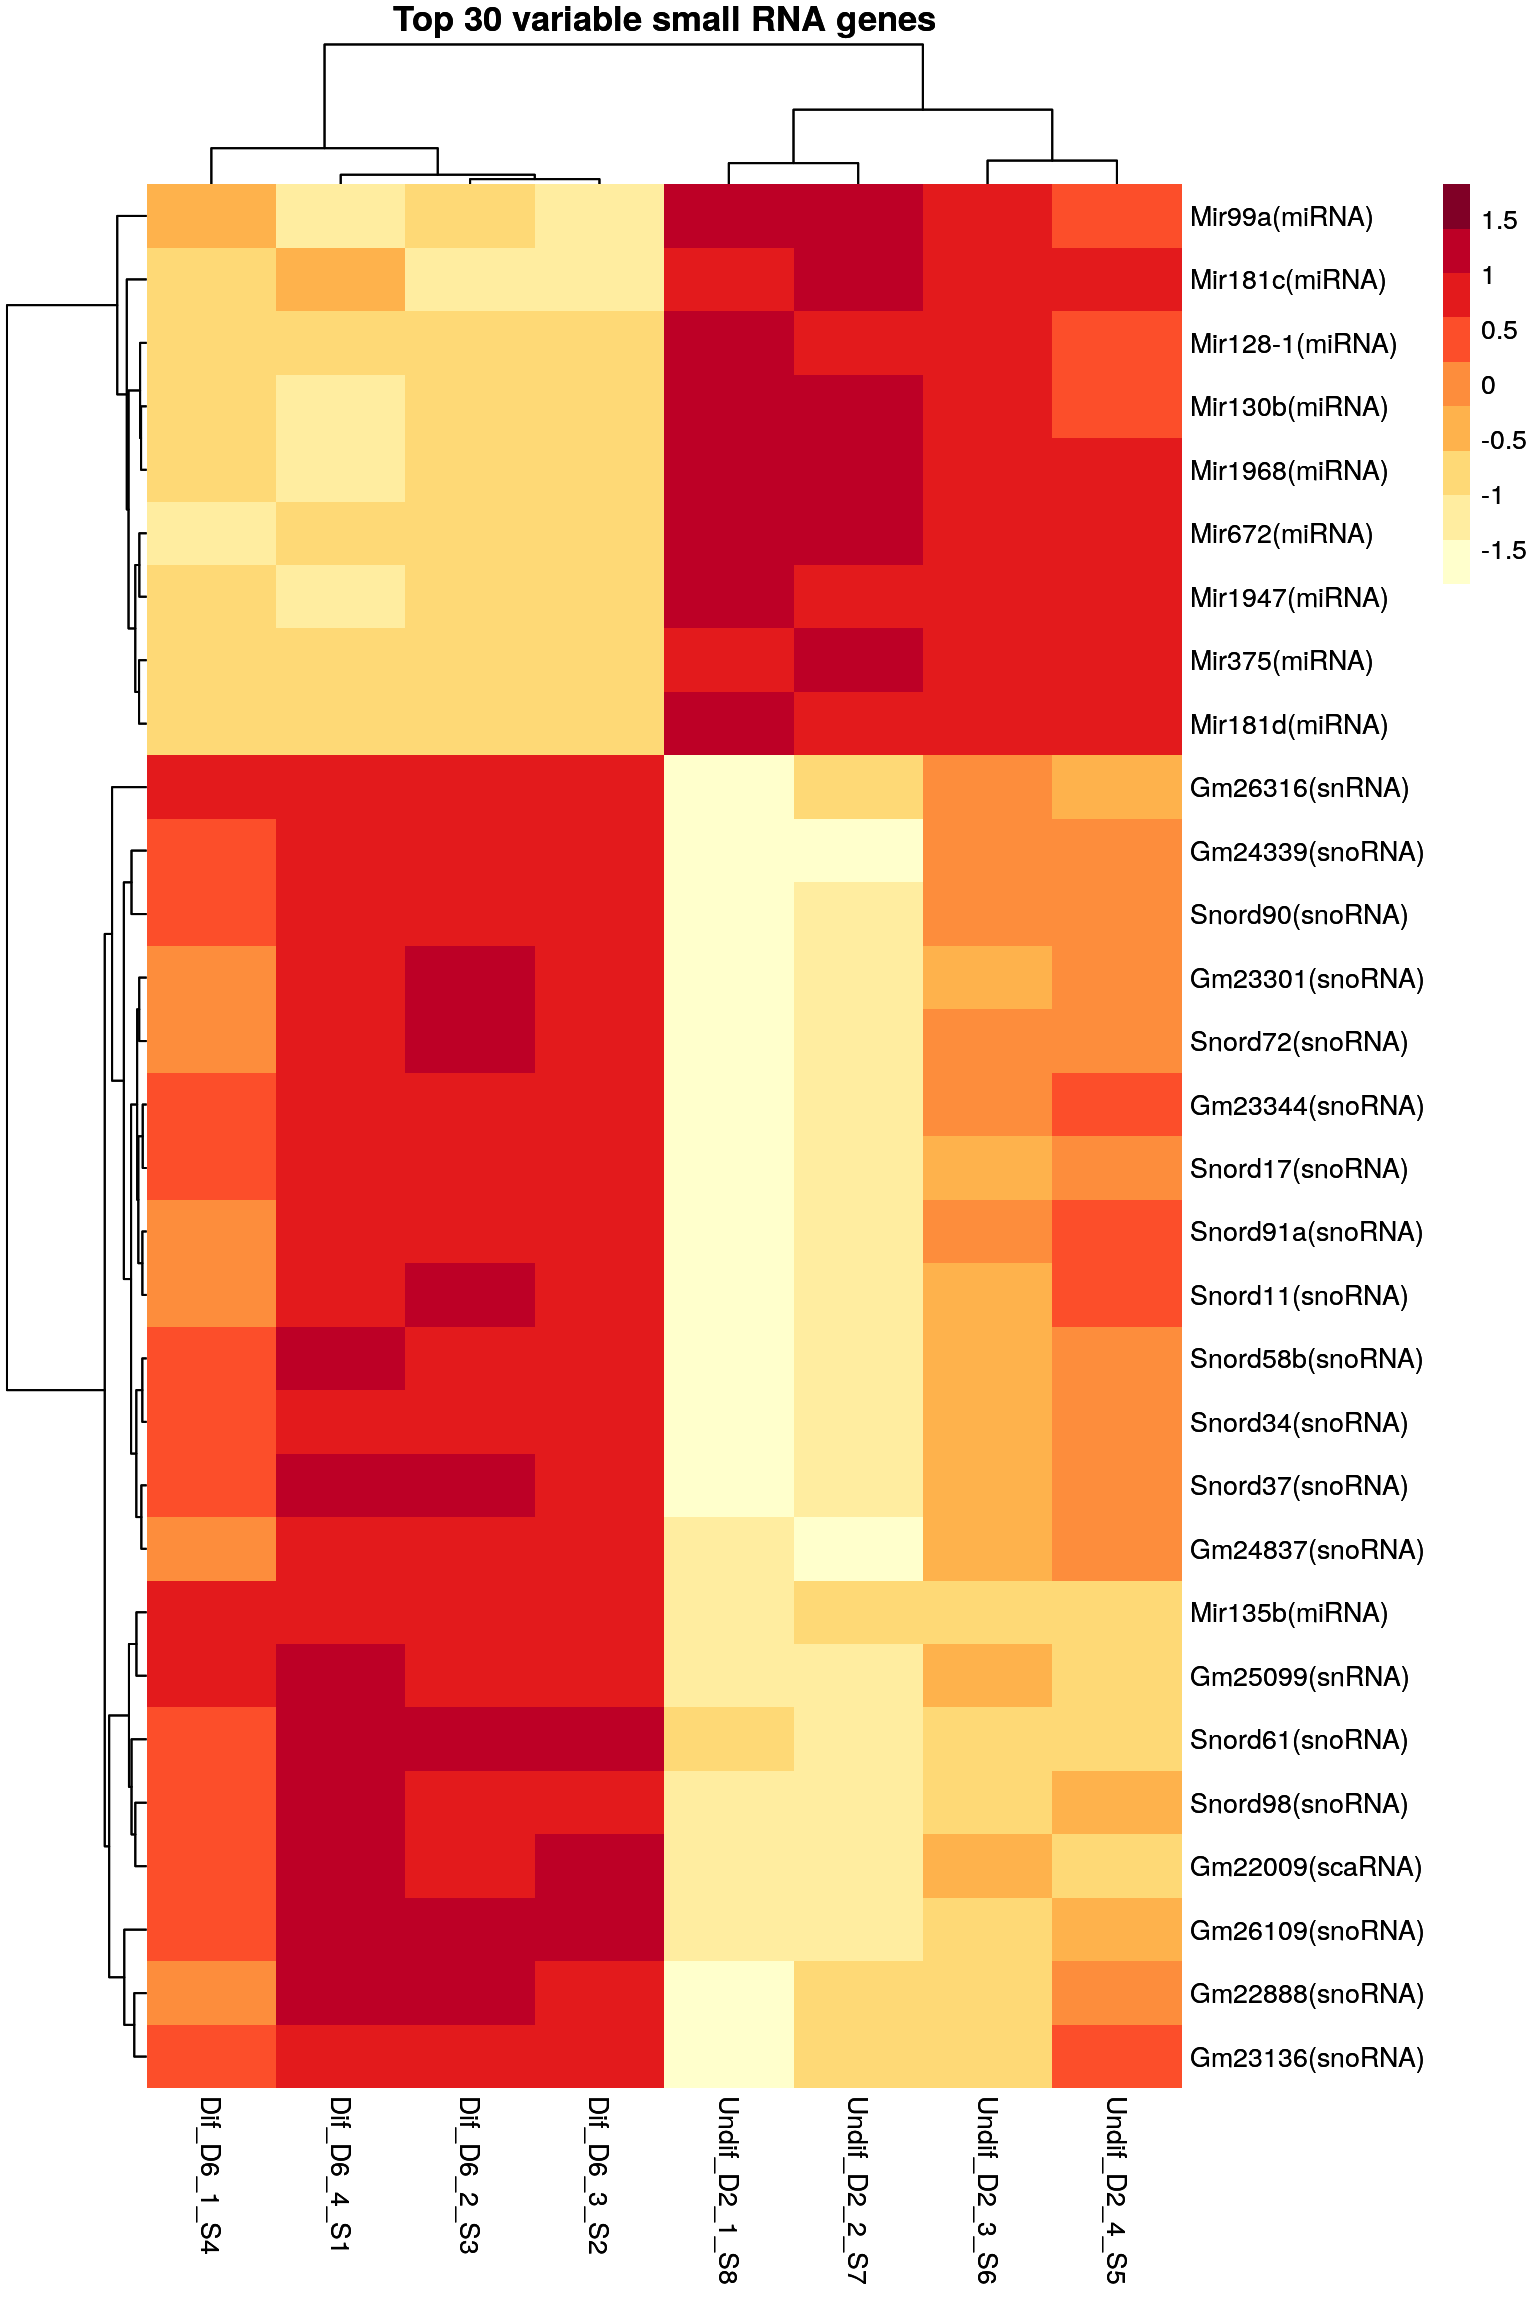 Top 30 variable small RNA genes
Mir99a(miRNA)
Mir181c(miRNA)
Mir128-1(miRNA)
Mir130b(miRNA)
Mir1968(miRNA)
Mir672(miRNA)
Mir1947(miRNA)
Mir375(miRNA)
Mir181d(miRNA)
Gm26316(snRNA)
Gm24339(snoRNA)
Snord90(snoRNA)
Gm23301(snoRNA)
Snord72(snoRNA)
Gm23344(snoRNA)
Snord17(snoRNA)
Snord91a(snoRNA)
Snord11(snoRNA)
Snord58b(snoRNA)
Snord34(snoRNA)
Snord37(snoRNA)
Gm24837(snoRNA)
Mir135b(miRNA)
Gm25099(snRNA)
Snord61(snoRNA)
Snord98(snoRNA)
Gm22009(scaRNA)
Gm26109(snoRNA)
Gm22888(snoRNA)
Gm23136(snoRNA)
1.5
1
0.5
0
-0.5
-1
-1.5
Dif_D6_1_S4
Dif_D6_4_S1
Dif_D6_2_S3
Dif_D6_3_S2
Undif_D2_1_S8
Undif_D2_2_S7
Undif_D2_3_S6
Undif_D2_4_S5